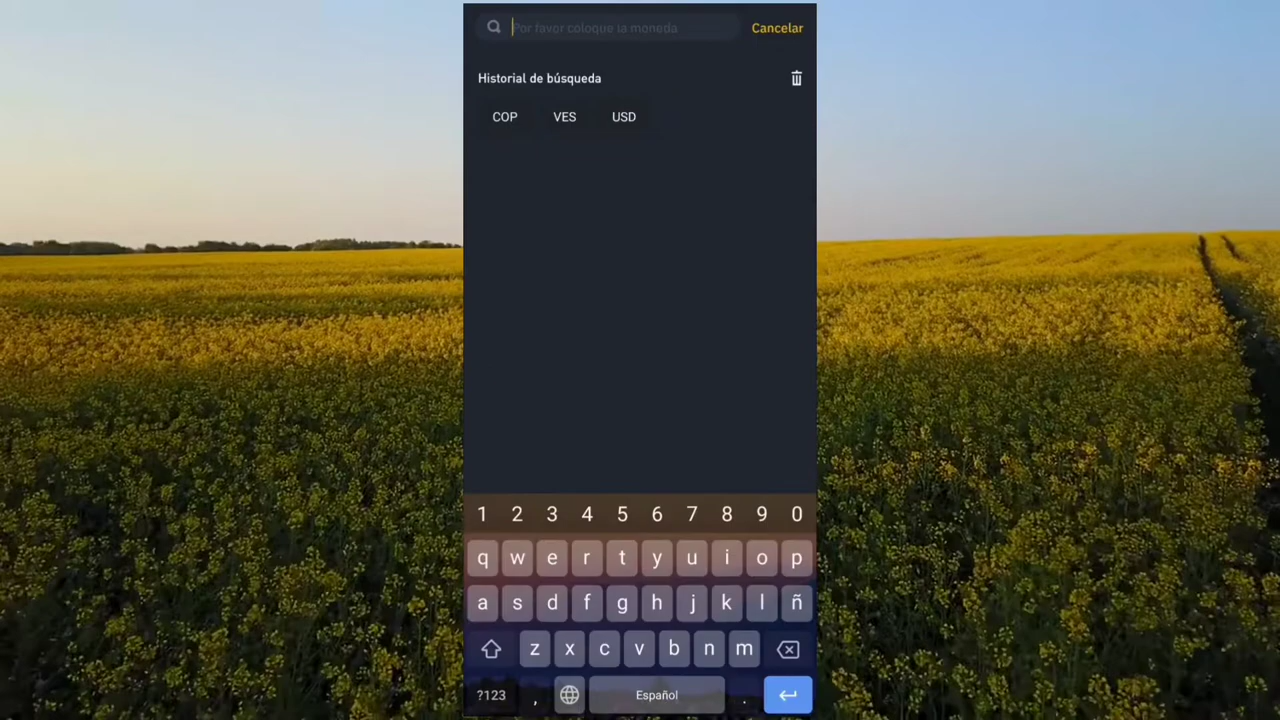 Por favor coloque la moneda Cancelar
Historial de búsqueda
COP VES USD
1 2 3 4 5 6 7 8 9 0
q w e r t y u i o p
a s d f g h j k l ñ
z x c v b n m
?123 , Español .